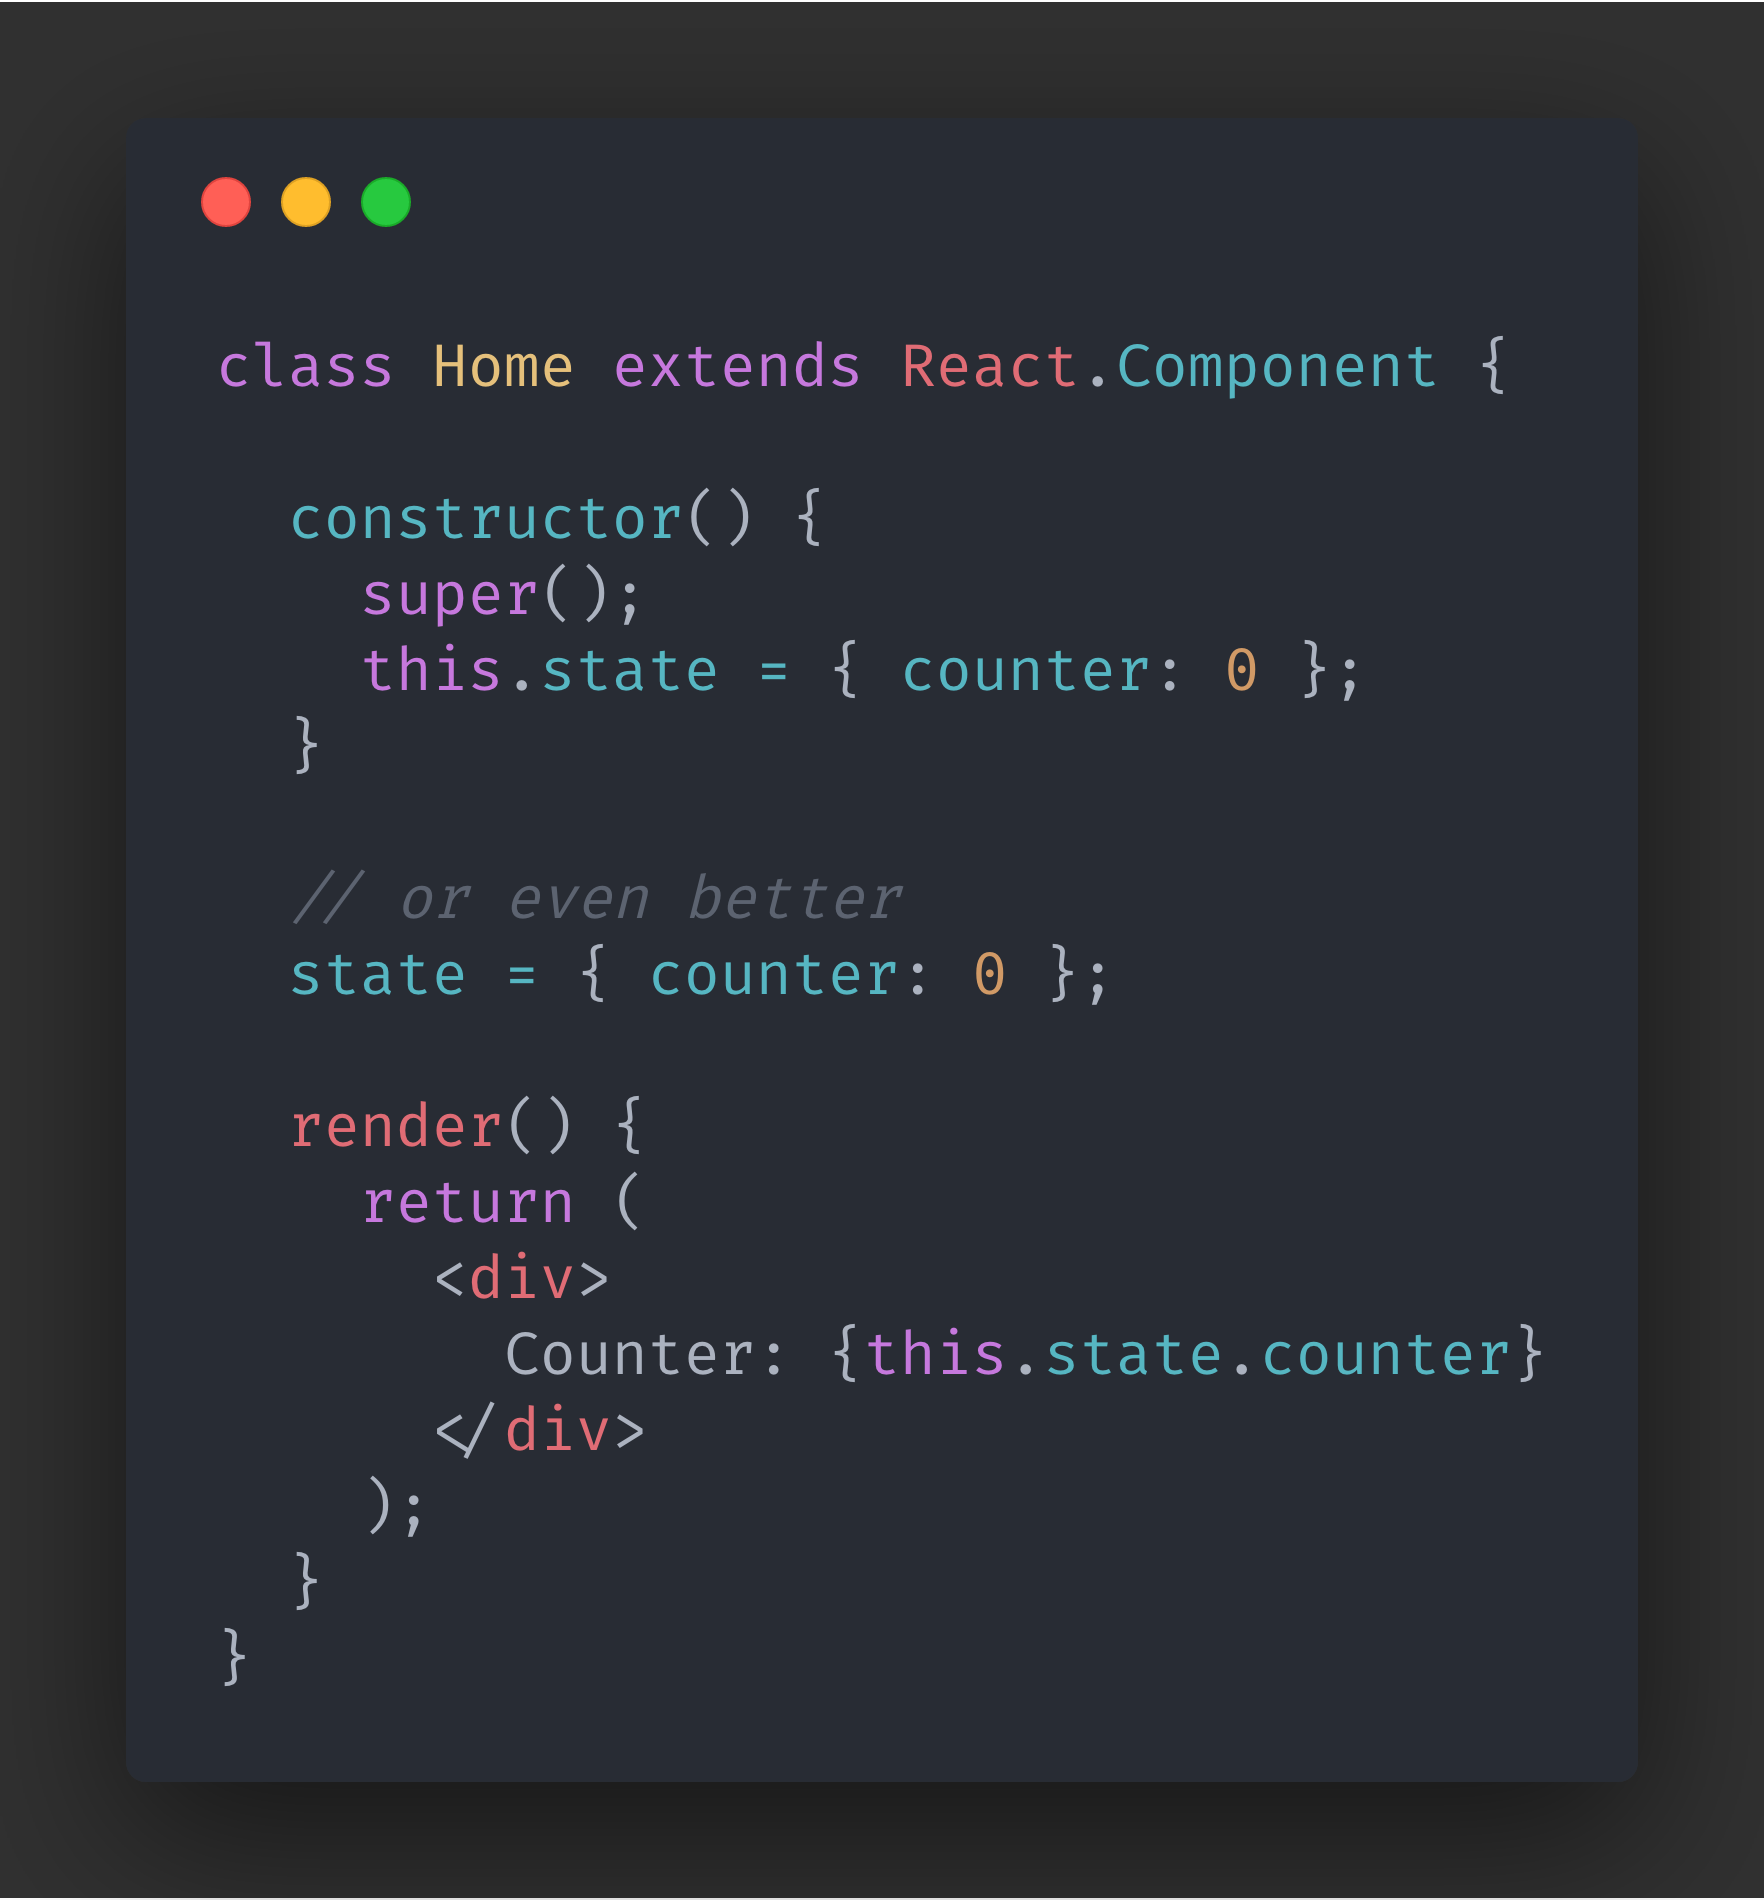 class Home extends React.Component {
  constructor() {
    super();
    this.state = { counter: 0 };
  }
  // or even better
  state = { counter: 0 };
  render() {
    return (
      <div>
        Counter: {this.state.counter}
      </div>
    );
  }
}